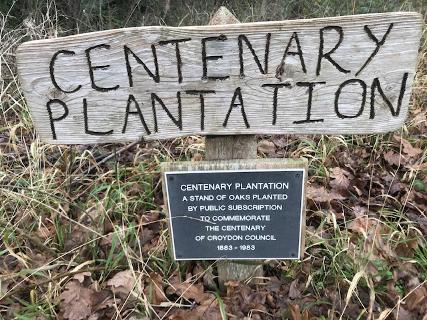 CENTENARY
PLANTATION
CENTENARY PLANTATION
A STAND OF OAKS PLANTED
BY PUBLIC SUBSCRIPTION
TO COMMEMORATE
THE CENTENARY
OF CROYDON COUNCIL
1883 - 1983